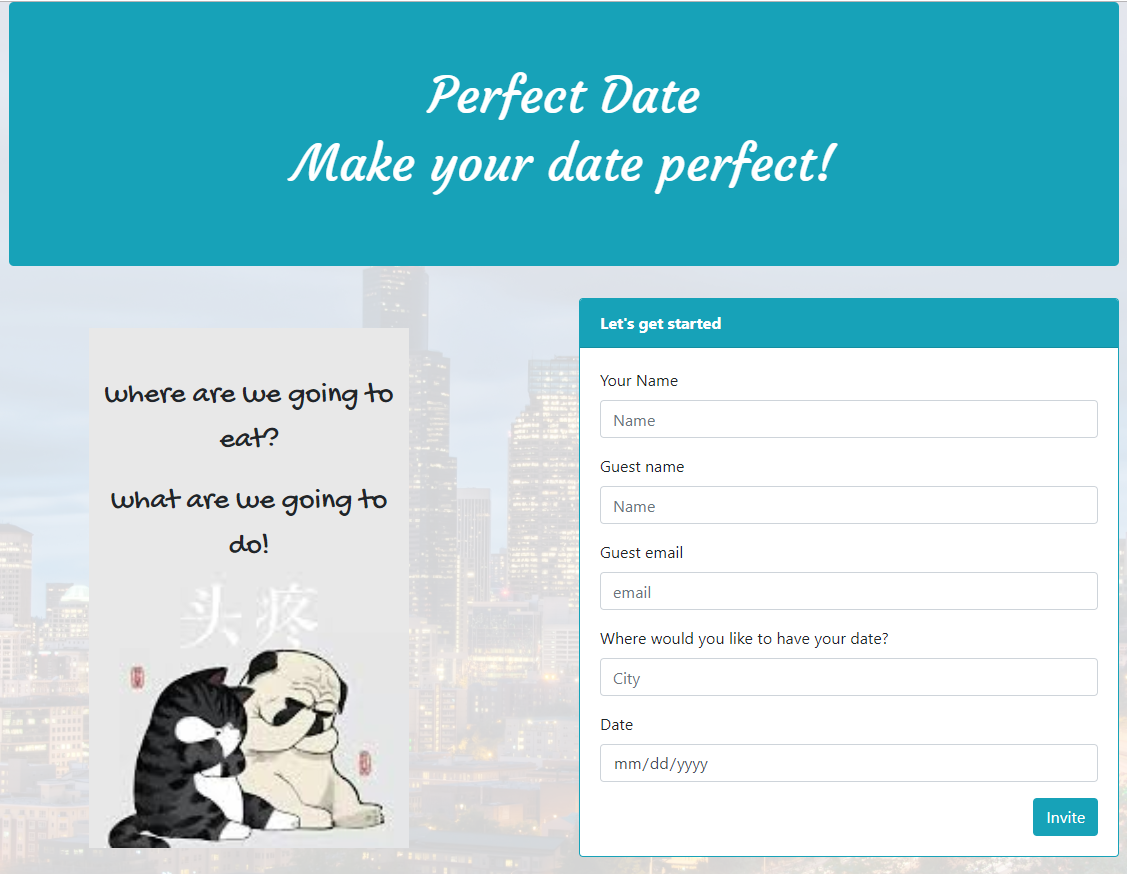 Perfect Date
Make your date perfect!
Where are we going to
eat?
What are we going to
do!
头疼
Let's get started
Your Name
Name
Guest name
Name
Guest email
email
Where would you like to have your date?
City
Date
mm/dd/yyyy
Invite